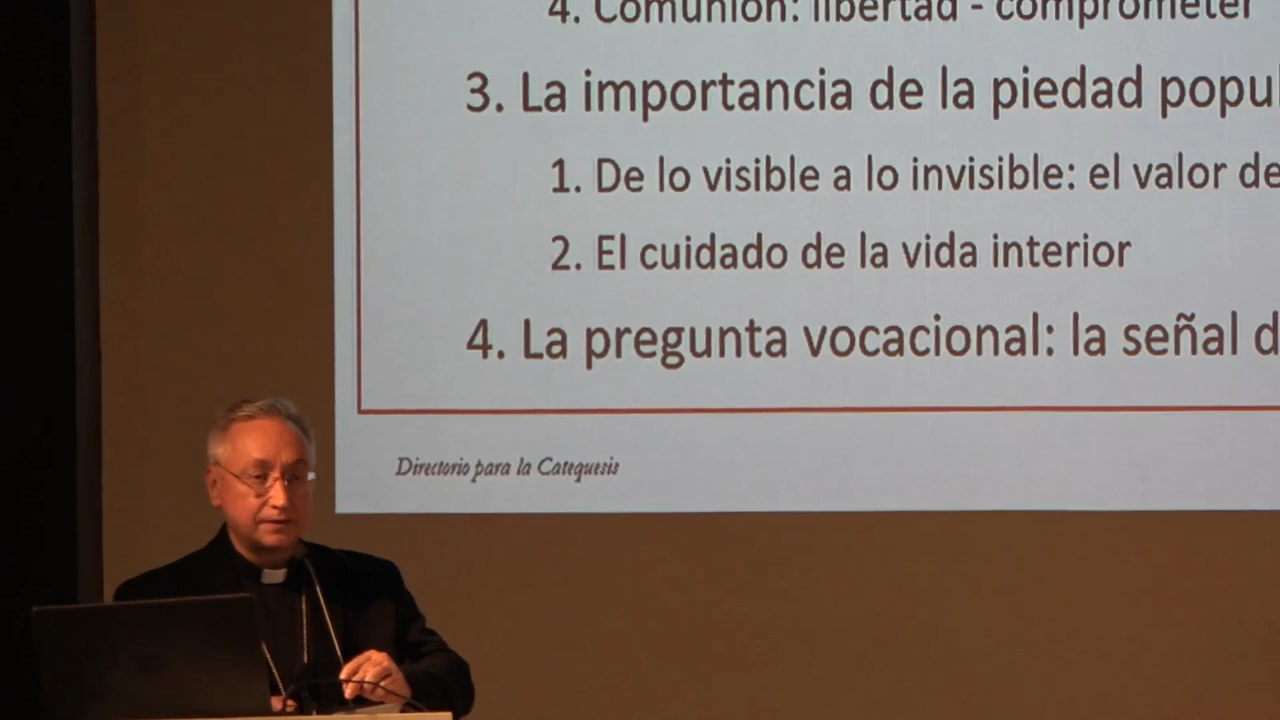 4. Comunión: libertad - comprometer
3. La importancia de la piedad popu
1. De lo visible a lo invisible: el valor de
2. El cuidado de la vida interior
4. La pregunta vocacional: la señal d
Directorio para la Catequesis